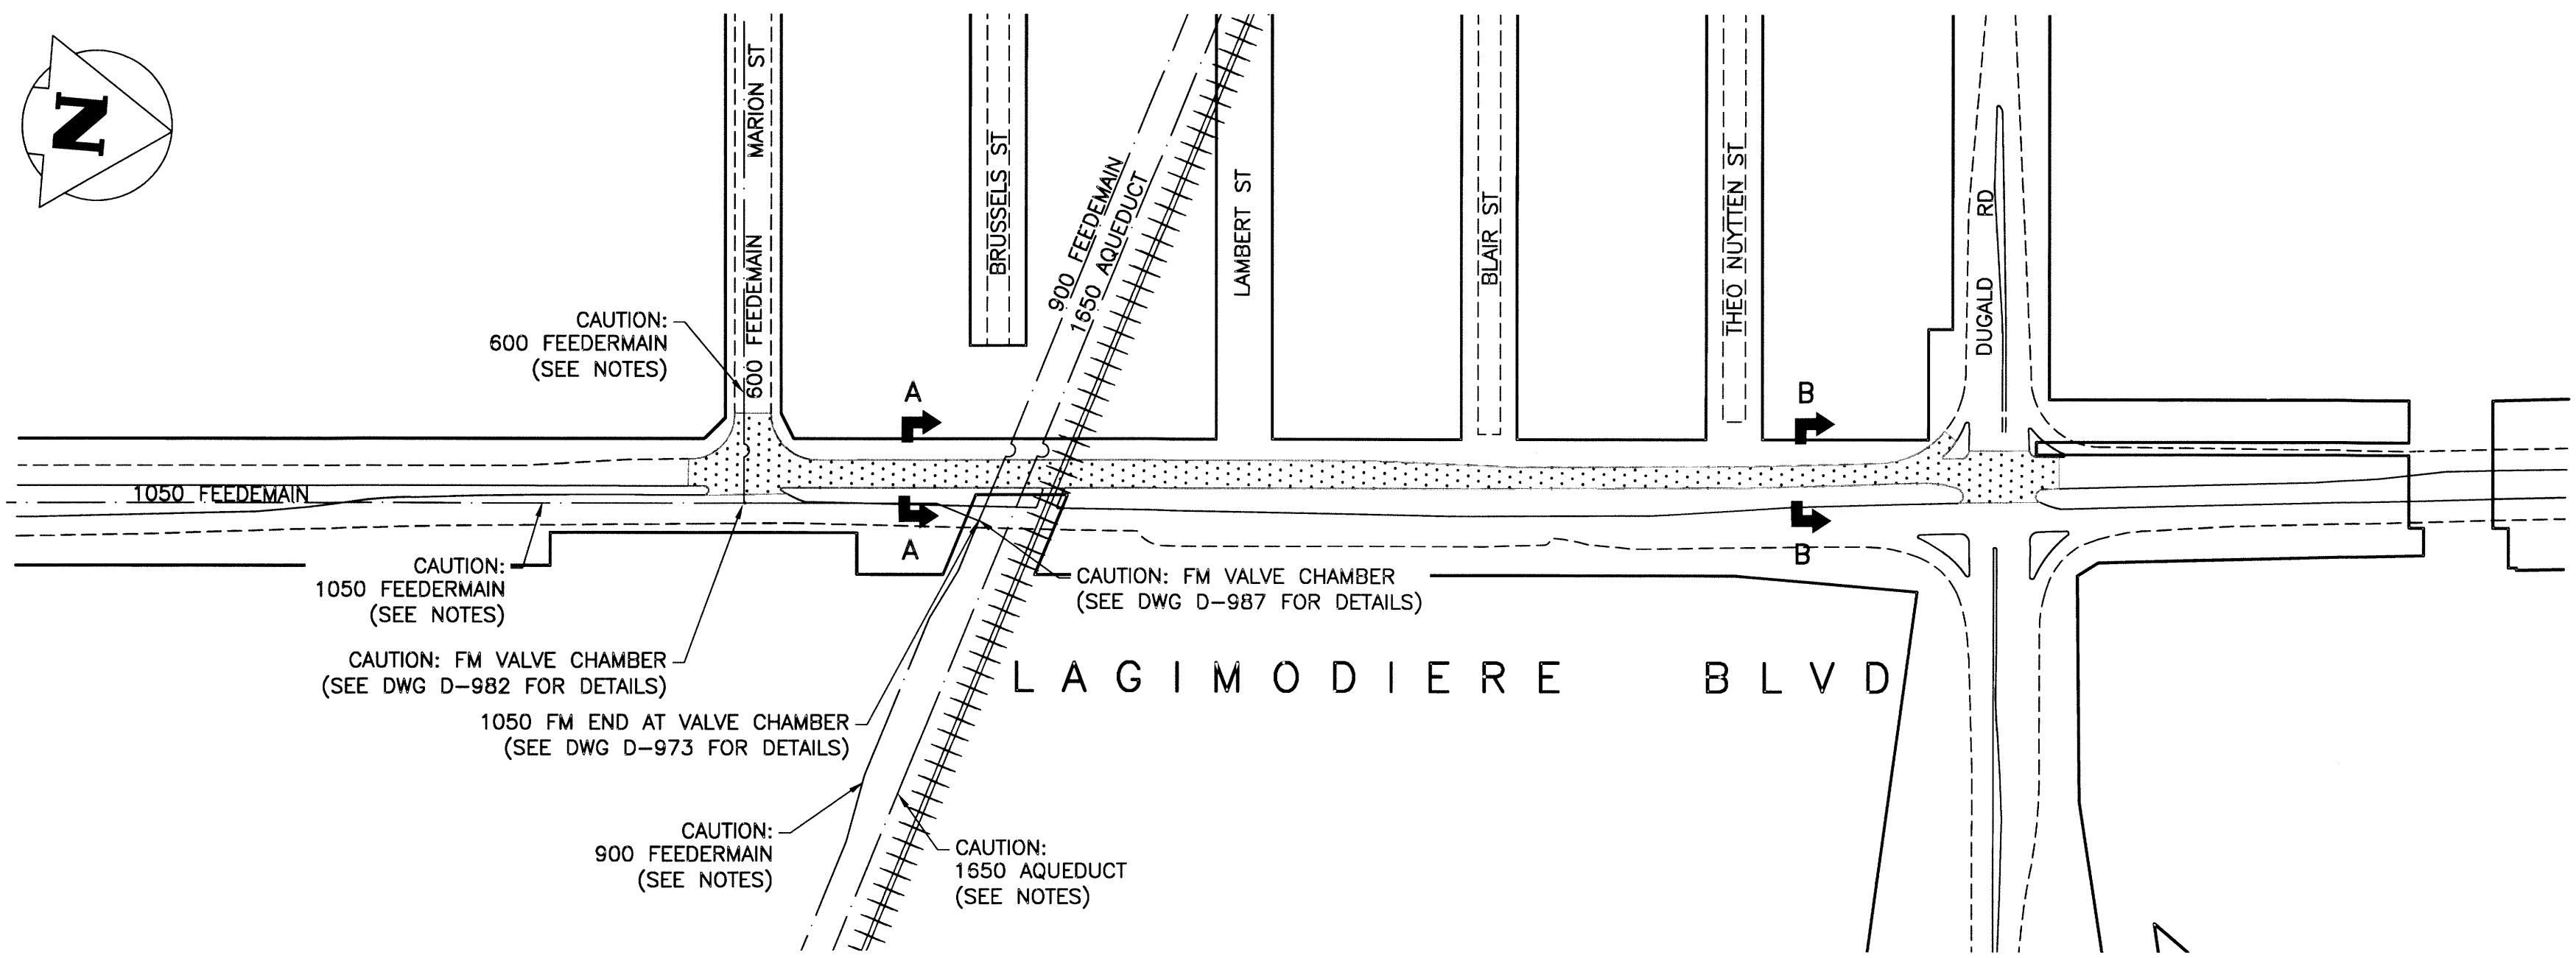 N
MARION ST
600 FEEDEMAIN
BRUSSELS ST
900 FEEDEMAIN
1650 AQUEDUCT
LAMBERT ST
BLAIR ST
THEO NUYTTEN ST
DUGALD RD
CAUTION:
600 FEEDERMAIN
(SEE NOTES)
A
B
1050 FEEDEMAIN
A
B
CAUTION:
1050 FEEDERMAIN
(SEE NOTES)
CAUTION: FM VALVE CHAMBER
(SEE DWG D-987 FOR DETAILS)
CAUTION: FM VALVE CHAMBER
(SEE DWG D-982 FOR DETAILS)
LAGIMODIERE BLVD
1050 FM END AT VALVE CHAMBER
(SEE DWG D-973 FOR DETAILS)
CAUTION:
900 FEEDERMAIN
(SEE NOTES)
CAUTION:
1650 AQUEDUCT
(SEE NOTES)